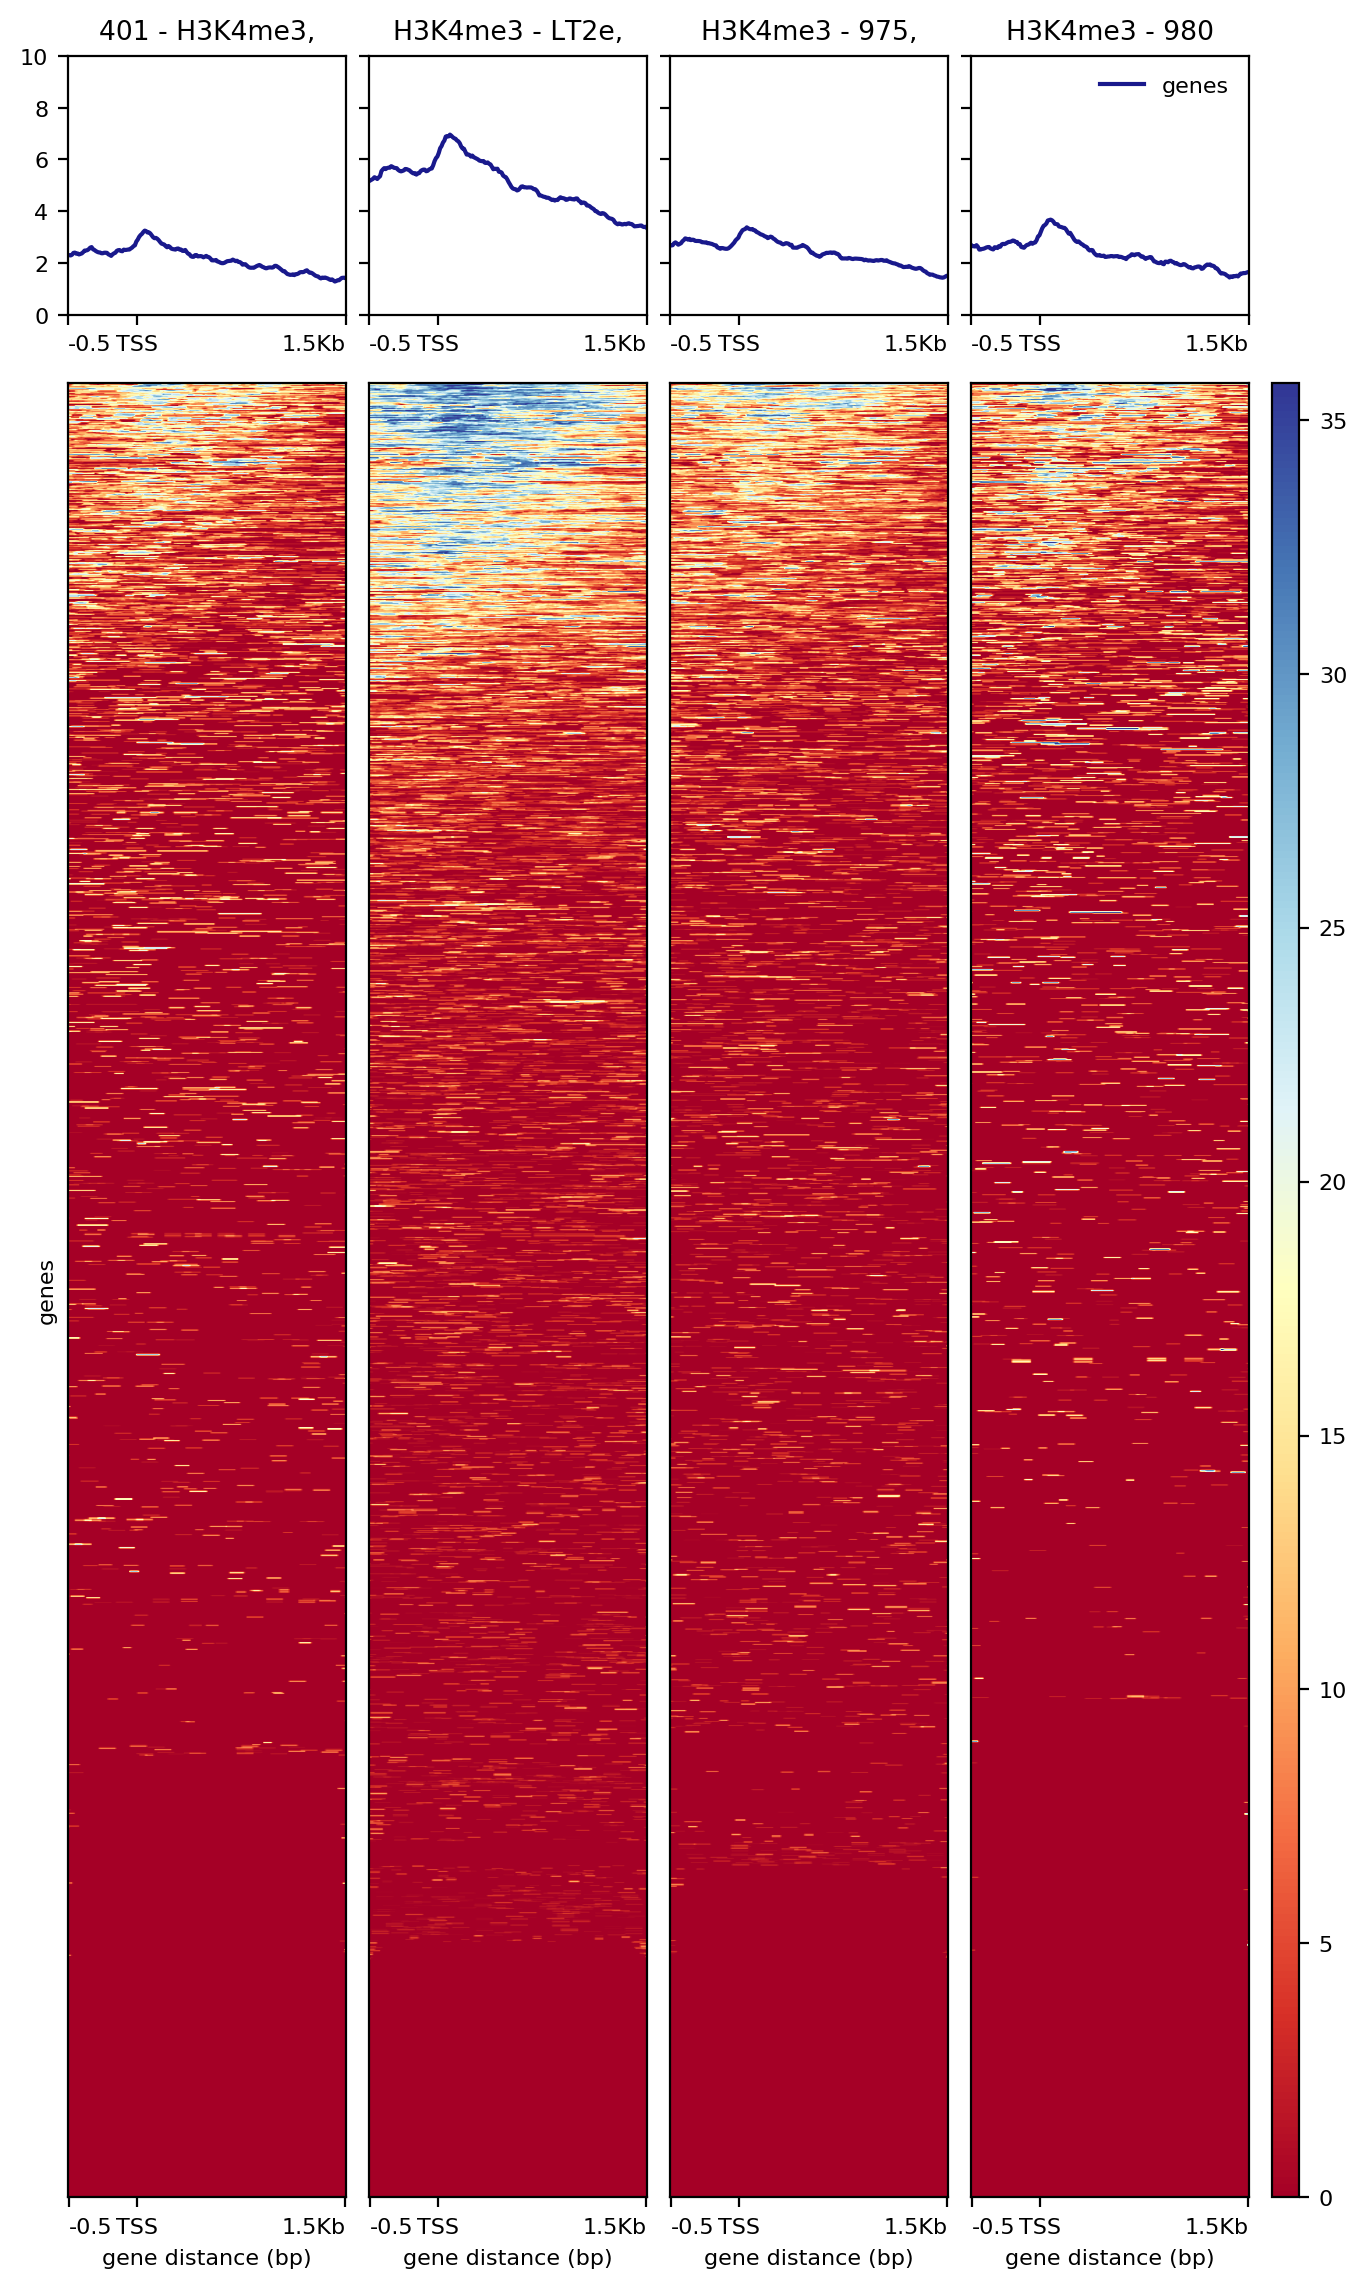 401 - H3K4me3,
H3K4me3 - LT2e,
H3K4me3 - 975,
H3K4me3 - 980
10
8
6
4
2
0
genes
-0.5 TSS 1.5Kb
-0.5 TSS 1.5Kb
-0.5 TSS 1.5Kb
-0.5 TSS 1.5Kb
genes
35
30
25
20
15
10
5
0
-0.5 TSS 1.5Kb
-0.5 TSS 1.5Kb
-0.5 TSS 1.5Kb
-0.5 TSS 1.5Kb
gene distance (bp)
gene distance (bp)
gene distance (bp)
gene distance (bp)